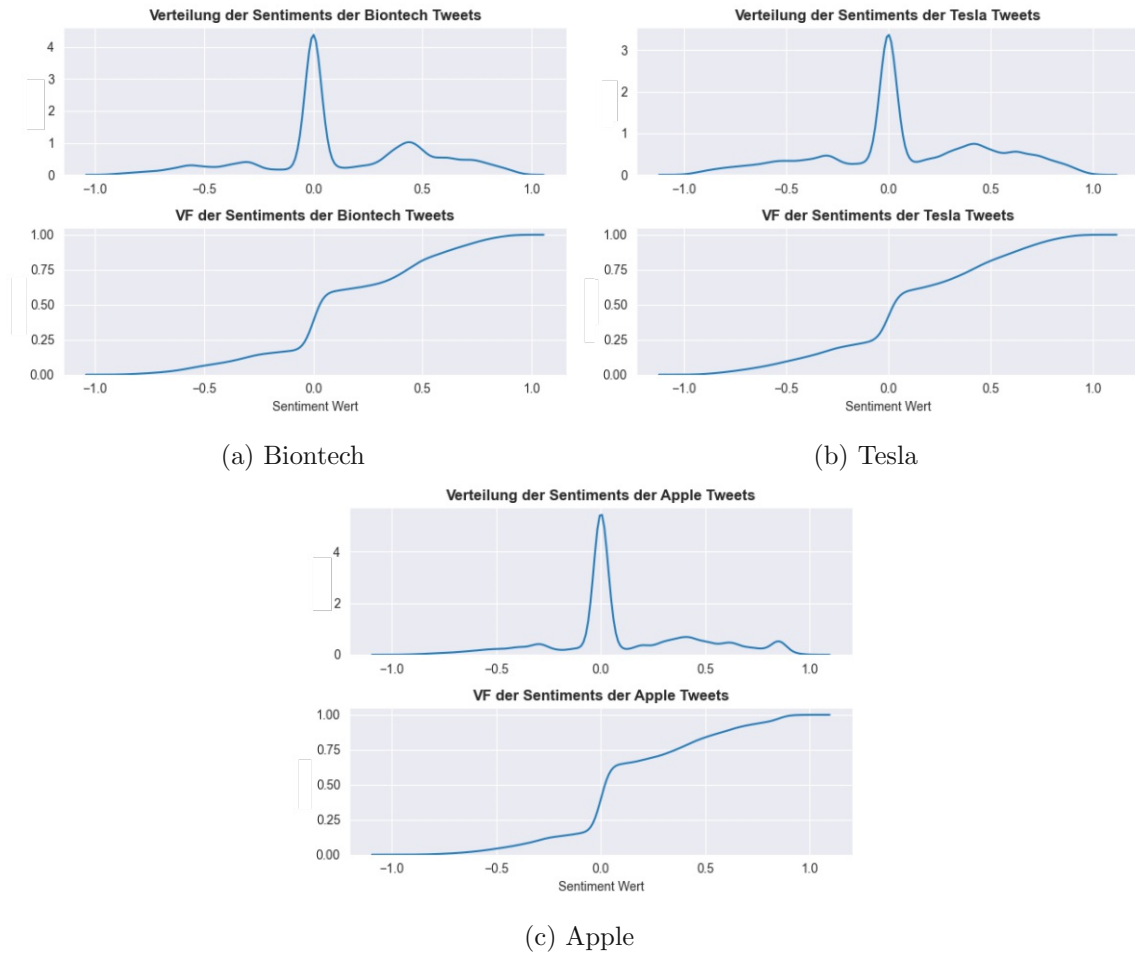 Verteilung der Sentiments der Biontech Tweets
4
3
2
1
0
−1.0 −0.5 0.0 0.5 1.0
VF der Sentiments der Biontech Tweets
1.00
0.75
0.50
0.25
0.00
−1.0 −0.5 0.0 0.5 1.0
Sentiment Wert
(a) Biontech
Verteilung der Sentiments der Tesla Tweets
3
2
1
0
−1.0 −0.5 0.0 0.5 1.0
VF der Sentiments der Tesla Tweets
1.00
0.75
0.50
0.25
0.00
−1.0 −0.5 0.0 0.5 1.0
Sentiment Wert
(b) Tesla
Verteilung der Sentiments der Apple Tweets
4
2
0
−1.0 −0.5 0.0 0.5 1.0
VF der Sentiments der Apple Tweets
1.00
0.75
0.50
0.25
0.00
−1.0 −0.5 0.0 0.5 1.0
Sentiment Wert
(c) Apple